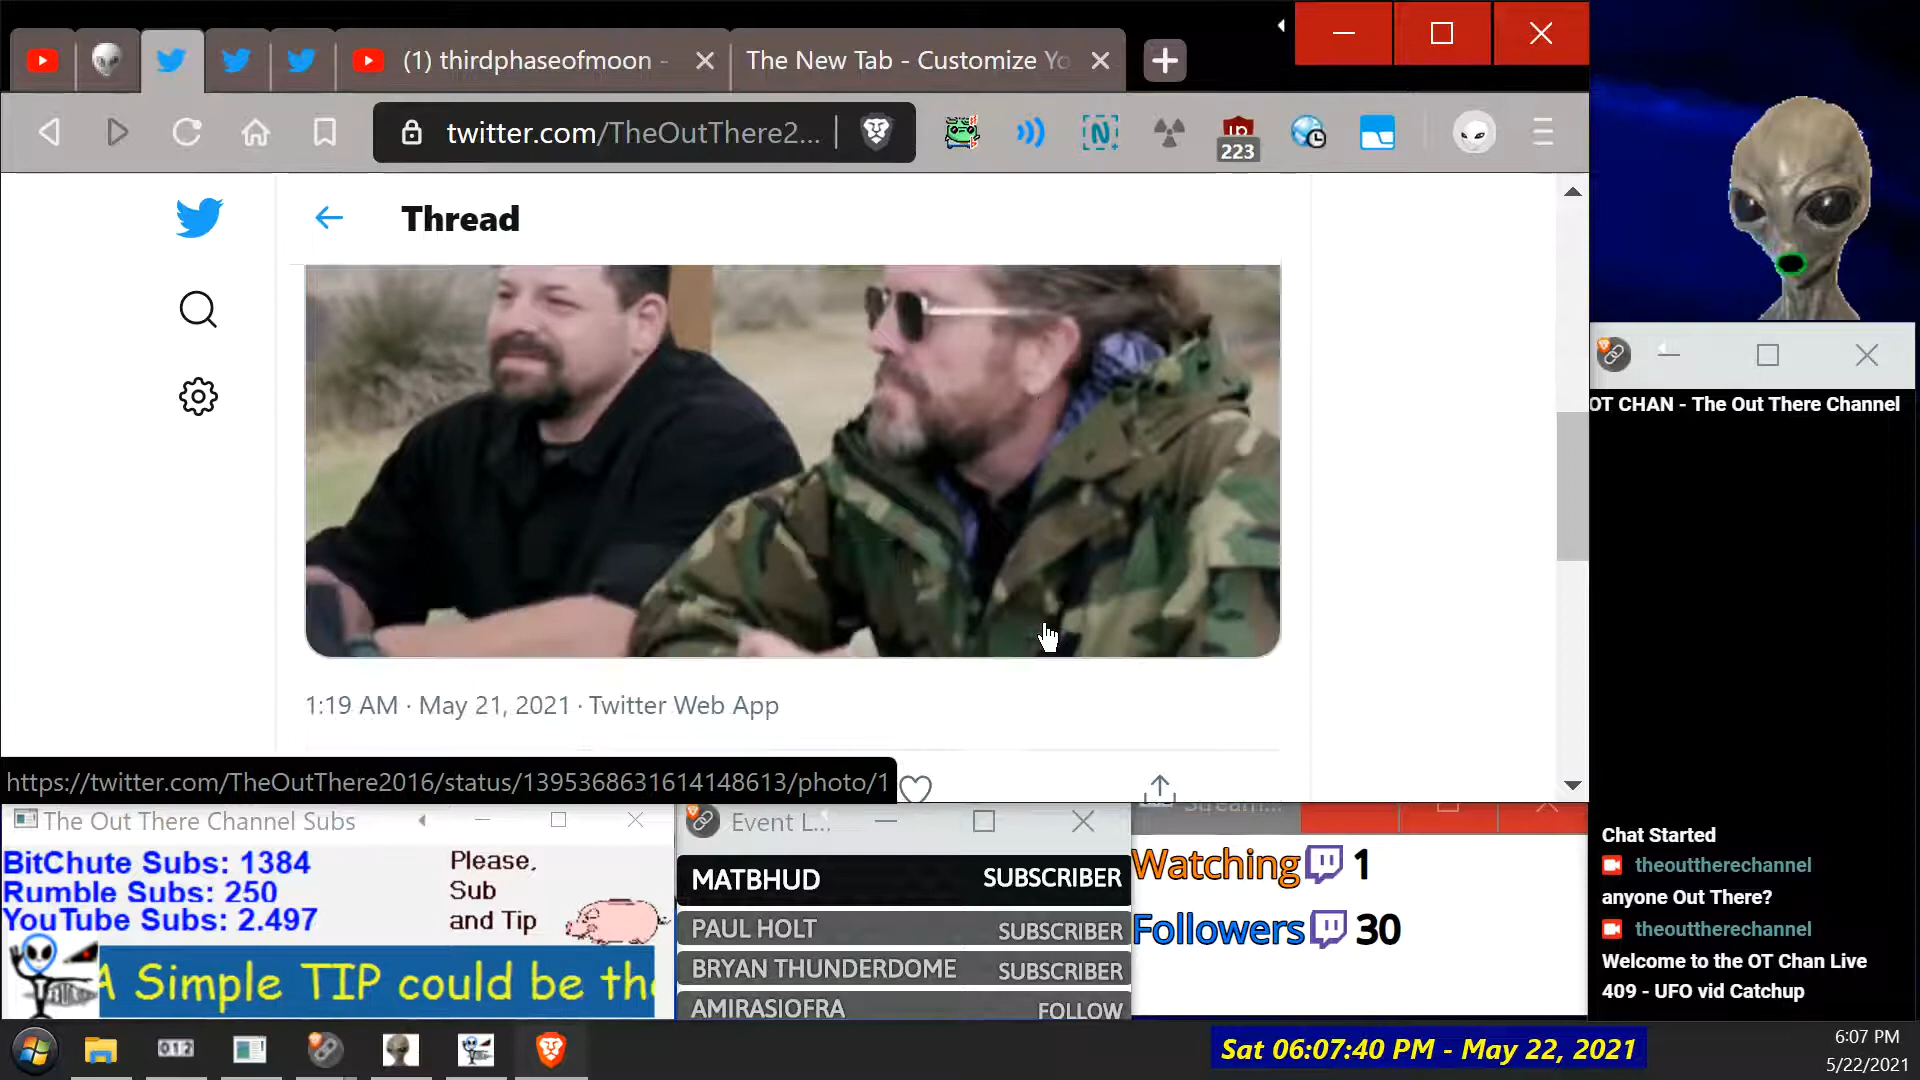 (1) thirdphaseofmoon -
The New Tab - Customize Yo
twitter.com/TheOutThere2...
223
Thread
1:19 AM · May 21, 2021 · Twitter Web App
https://twitter.com/TheOutThere2016/status/1395368631614148613/photo/1
OT CHAN - The Out There Channel
Chat Started
theouttherechannel
anyone Out There?
theouttherechannel
Welcome to the OT Chan Live
409 - UFO vid Catchup
The Out There Channel Subs
BitChute Subs: 1384
Rumble Subs: 250
YouTube Subs: 2.497
Please,
Sub
and Tip
A Simple TIP could be the
Event L...
MATBHUD SUBSCRIBER
PAUL HOLT SUBSCRIBER
BRYAN THUNDERDOME SUBSCRIBER
AMIRASIOFRA FOLLOW
Stream...
Watching 1
Followers 30
012
Sat 06:07:40 PM - May 22, 2021
6:07 PM
5/22/2021